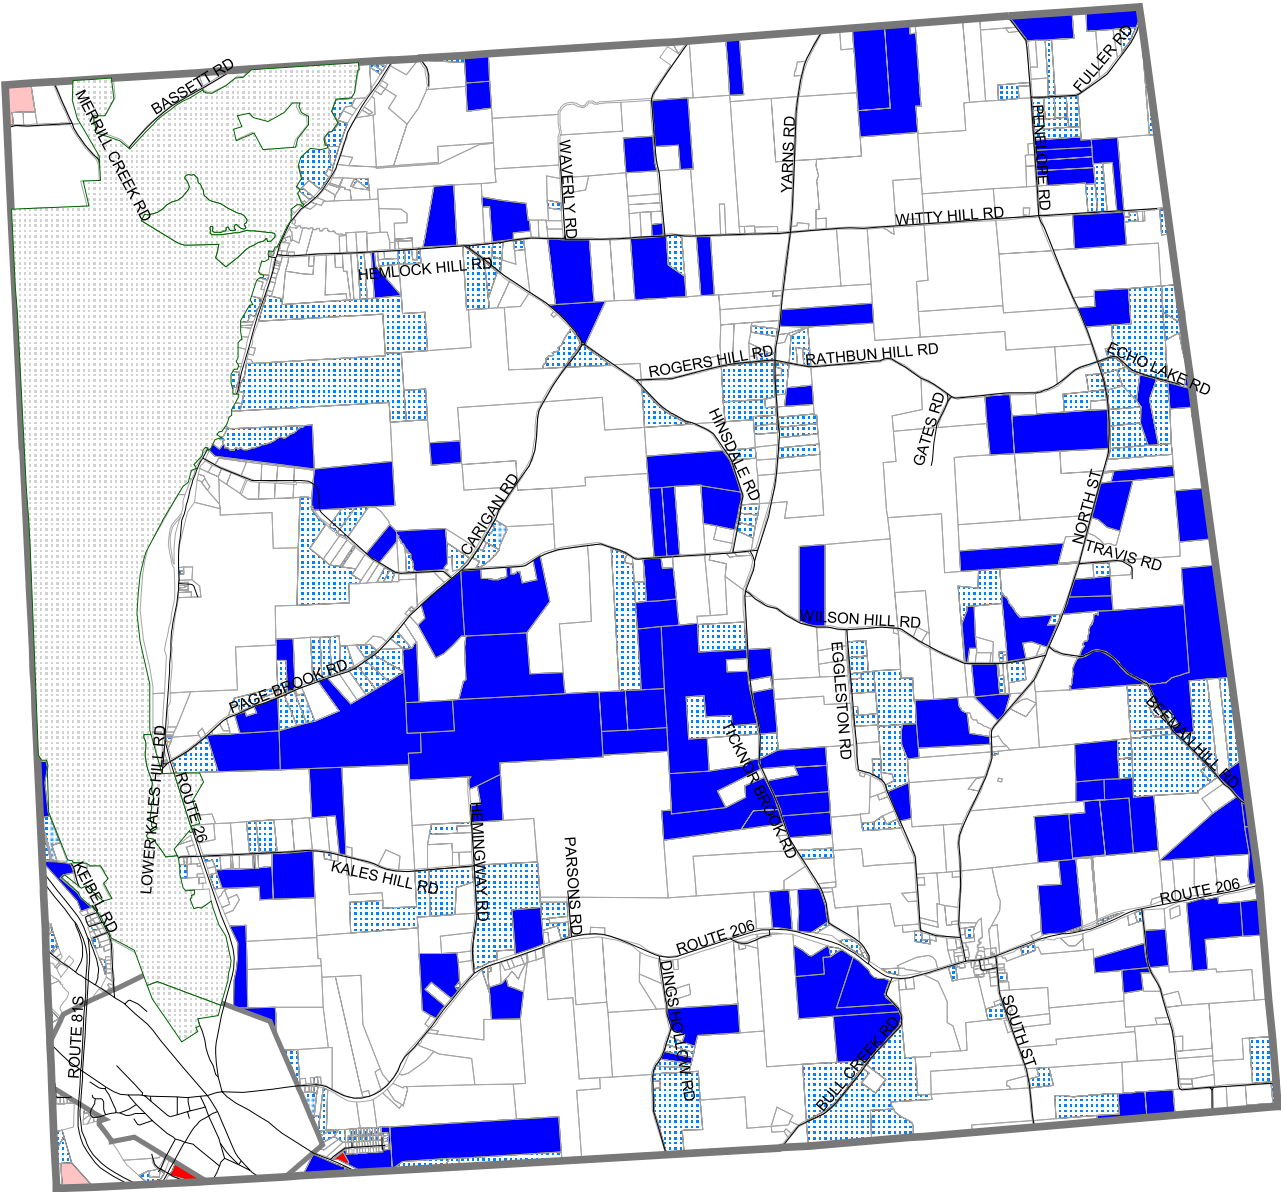 BASSETT RD
MERRILL CREEK RD
FULLER RD
PENELOPE RD
YARNS RD
WAVERLY RD
WITTY HILL RD
HEMLOCK HILL RD
ROGERS HILL RD
RATHBUN HILL RD
ECHO LAKE RD
GATES RD
HINSDALE RD
CARIGAN RD
NORTH ST
TRAVIS RD
WILSON HILL RD
EGGLESTON RD
PAGE BROOK RD
BEEMAN HILL RD
TICKNOR BROOK RD
LOWER KALES HILL RD
ROUTE 26
HEMINGWAY RD
PARSONS RD
KALES HILL RD
KEIBEL RD
ROUTE 206
ROUTE 206
DINGS HOLLOW RD
SOUTH ST
BULL CREEK RD
ROUTE 81S